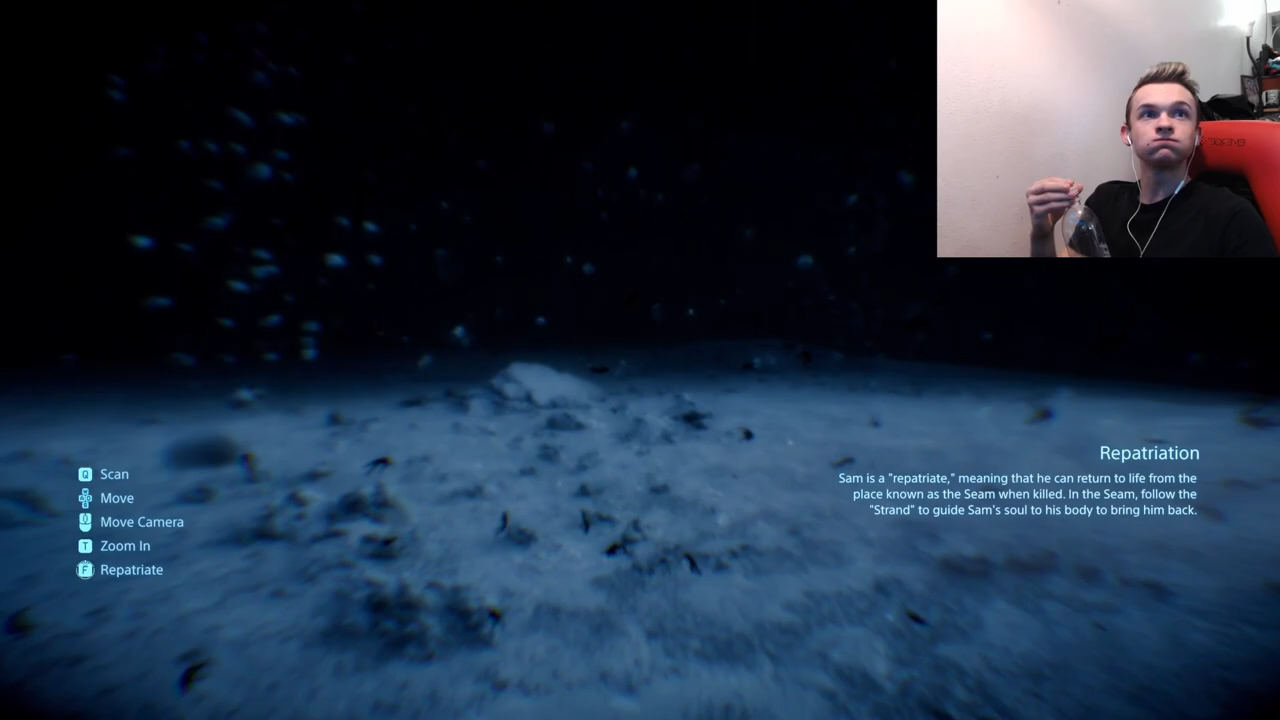 Repatriation
Sam is a "repatriate," meaning that he can return to life from the
place known as the Seam when killed. In the Seam, follow the
"Strand" to guide Sam's soul to his body to bring him back.
Q Scan
Move
Move Camera
T Zoom In
F Repatriate